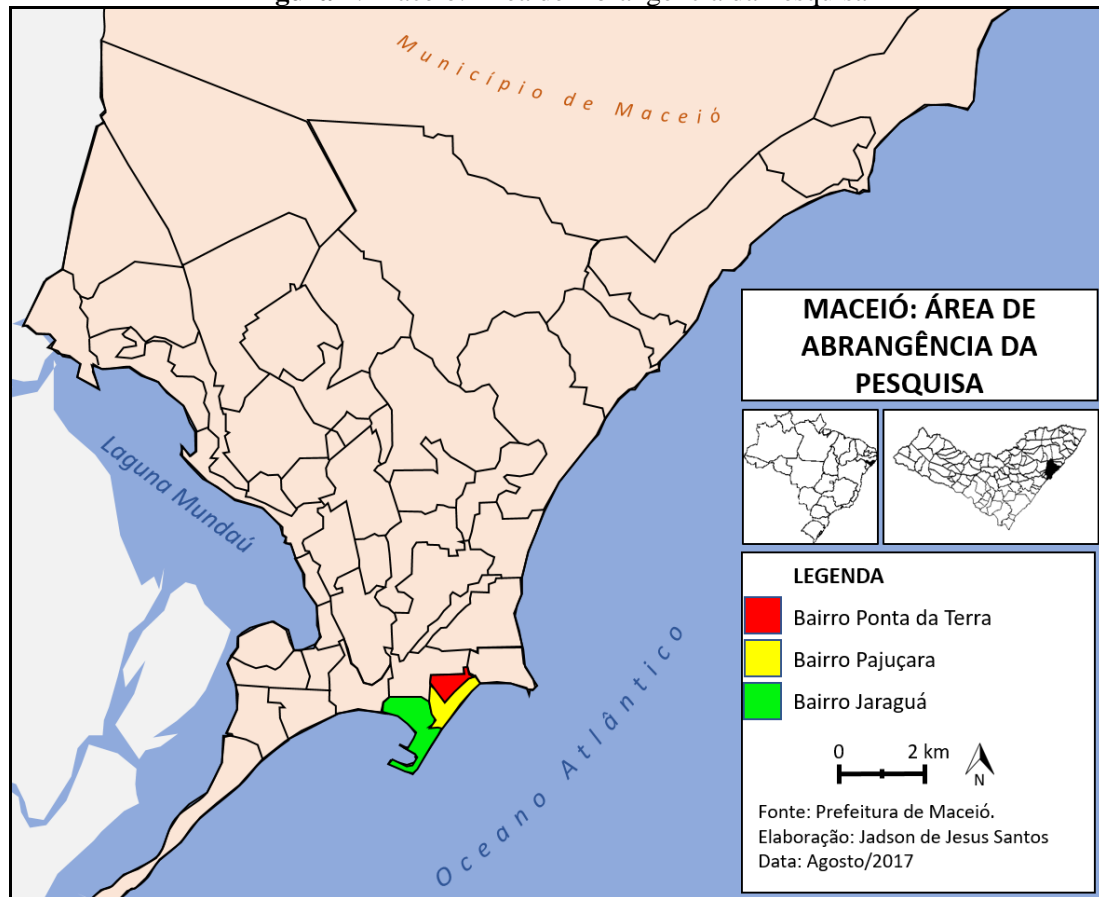 Município de Maceió
Laguna Mundaú
Oceano Atlântico
MACEIÓ: ÁREA DE
ABRANGÊNCIA DA
PESQUISA
LEGENDA
Bairro Ponta da Terra
Bairro Pajuçara
Bairro Jaraguá
0 2 km
N
Fonte: Prefeitura de Maceió.
Elaboração: Jadson de Jesus Santos
Data: Agosto/2017